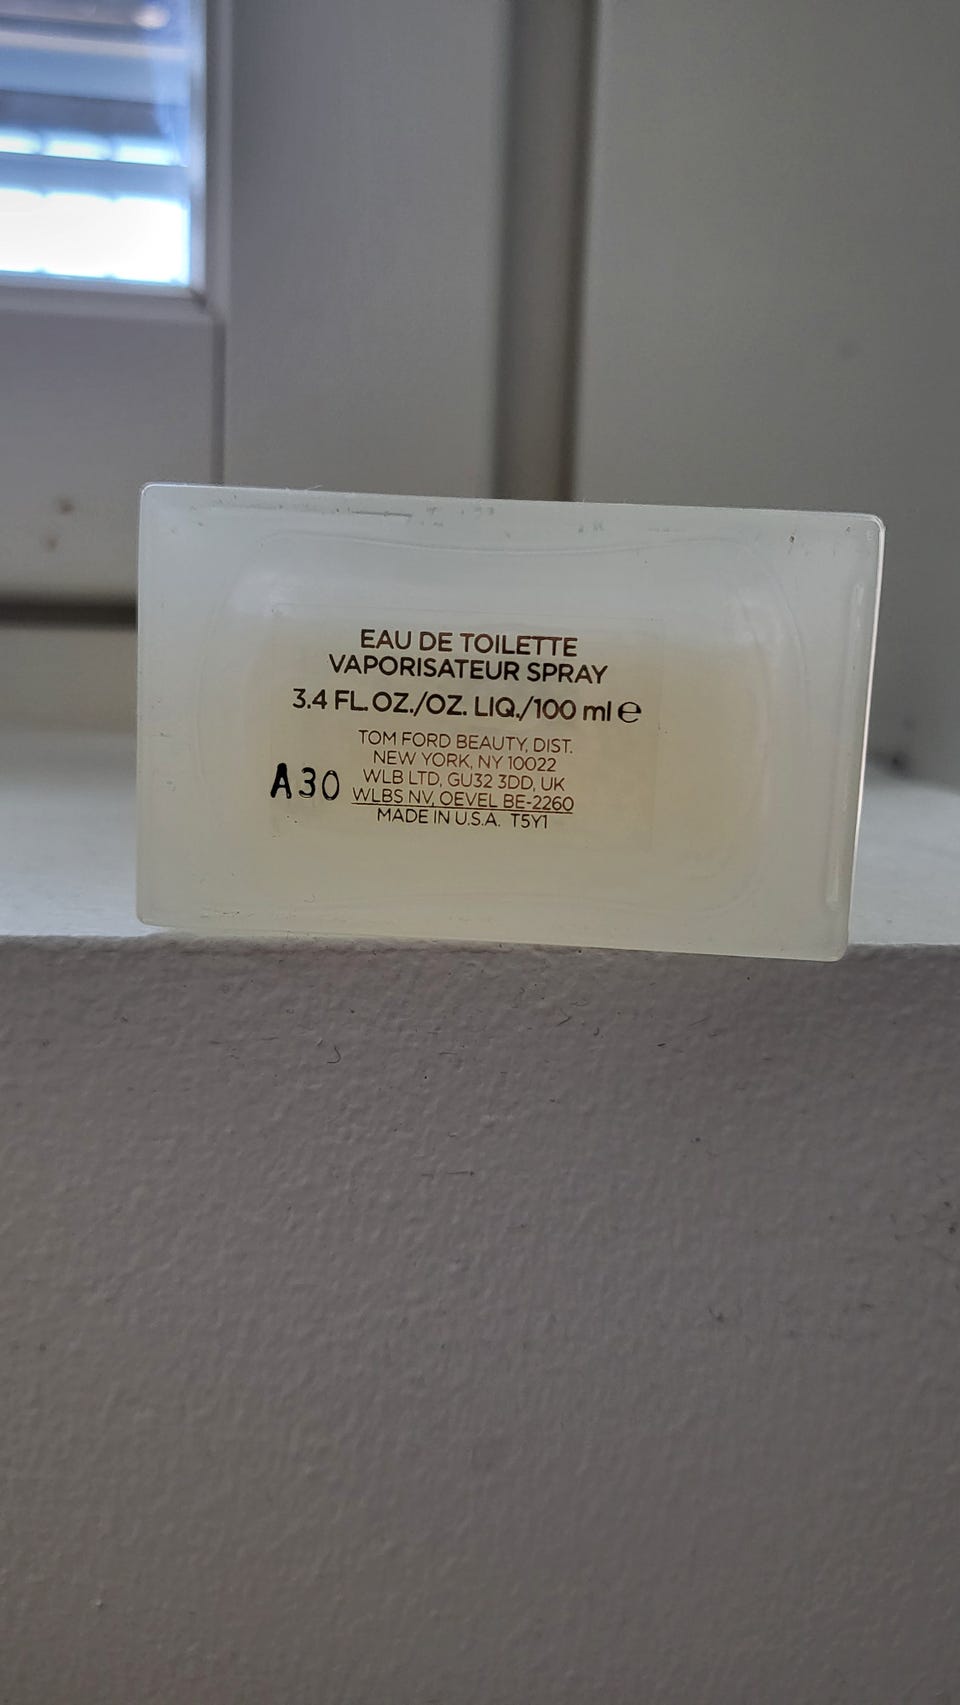 EAU DE TOILETTE
VAPORISATEUR SPRAY
3.4 FL. OZ./OZ. LIQ./100 ml ℮
TOM FORD BEAUTY, DIST.
NEW YORK, NY 10022
WLB LTD, GU32 3DD, UK
WLBS NV, OEVEL BE-2260
MADE IN U.S.A. T5Y1
A30